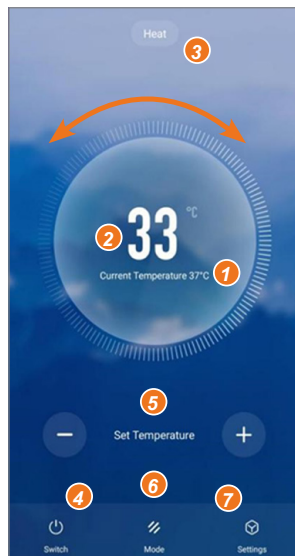 Heat
3
2
33 °C
Current Temperature 37°C
1
5
Set Temperature
4
6
7
Switch
Mode
Settings